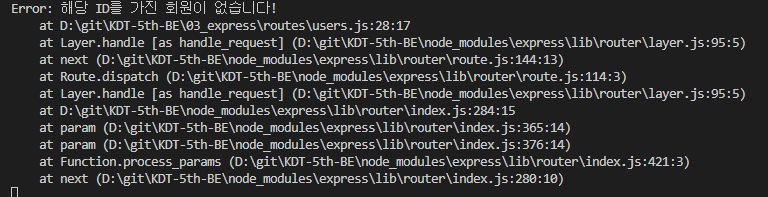 Error: 해당 ID를 가진 회원이 없습니다!
at D:\git\KDT-5th-BE\03_express\routes\users.js:28:17
at Layer.handle [as handle_request] (D:\git\KDT-5th-BE\node_modules\express\lib\router\layer.js:95:5)
at next (D:\git\KDT-5th-BE\node_modules\express\lib\router\route.js:144:13)
at Route.dispatch (D:\git\KDT-5th-BE\node_modules\express\lib\router\route.js:114:3)
at Layer.handle [as handle_request] (D:\git\KDT-5th-BE\node_modules\express\lib\router\layer.js:95:5)
at D:\git\KDT-5th-BE\node_modules\express\lib\router\index.js:284:15
at param (D:\git\KDT-5th-BE\node_modules\express\lib\router\index.js:365:14)
at param (D:\git\KDT-5th-BE\node_modules\express\lib\router\index.js:376:14)
at Function.process_params (D:\git\KDT-5th-BE\node_modules\express\lib\router\index.js:421:3)
at next (D:\git\KDT-5th-BE\node_modules\express\lib\router\index.js:280:10)